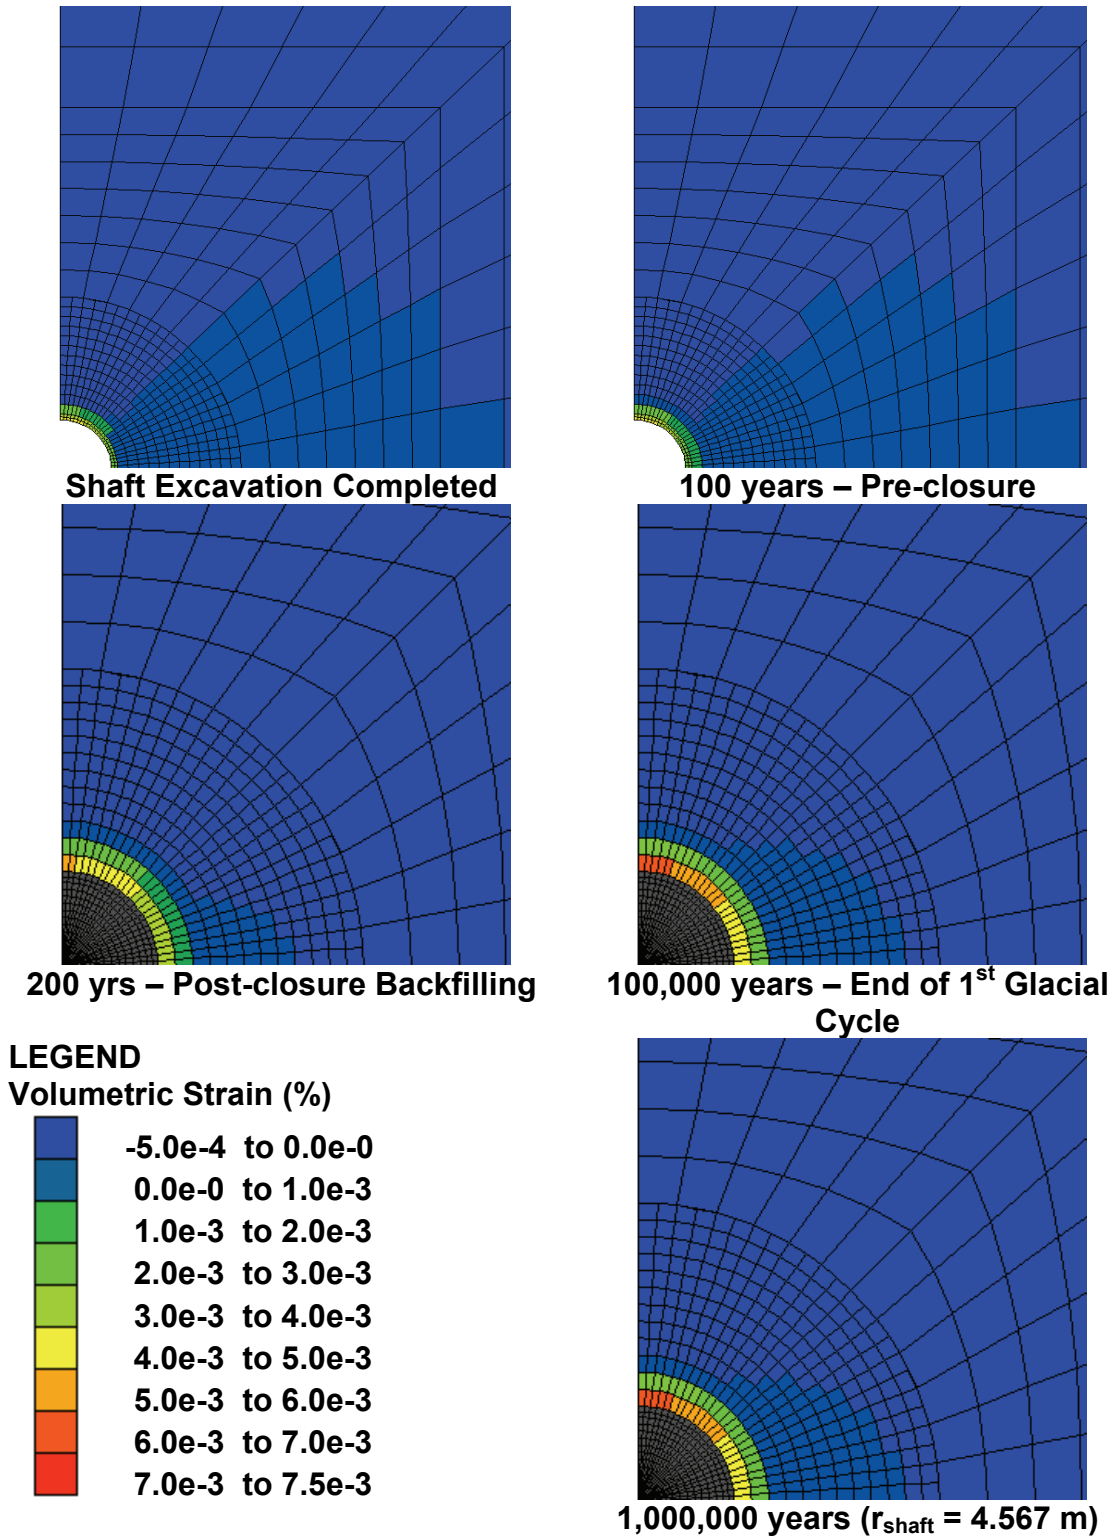 Shaft Excavation Completed
100 years – Pre-closure
200 yrs – Post-closure Backfilling
100,000 years – End of 1st Glacial
Cycle
LEGEND
Volumetric Strain (%)
-5.0e-4 to 0.0e-0
0.0e-0 to 1.0e-3
1.0e-3 to 2.0e-3
2.0e-3 to 3.0e-3
3.0e-3 to 4.0e-3
4.0e-3 to 5.0e-3
5.0e-3 to 6.0e-3
6.0e-3 to 7.0e-3
7.0e-3 to 7.5e-3
1,000,000 years (rshaft = 4.567 m)